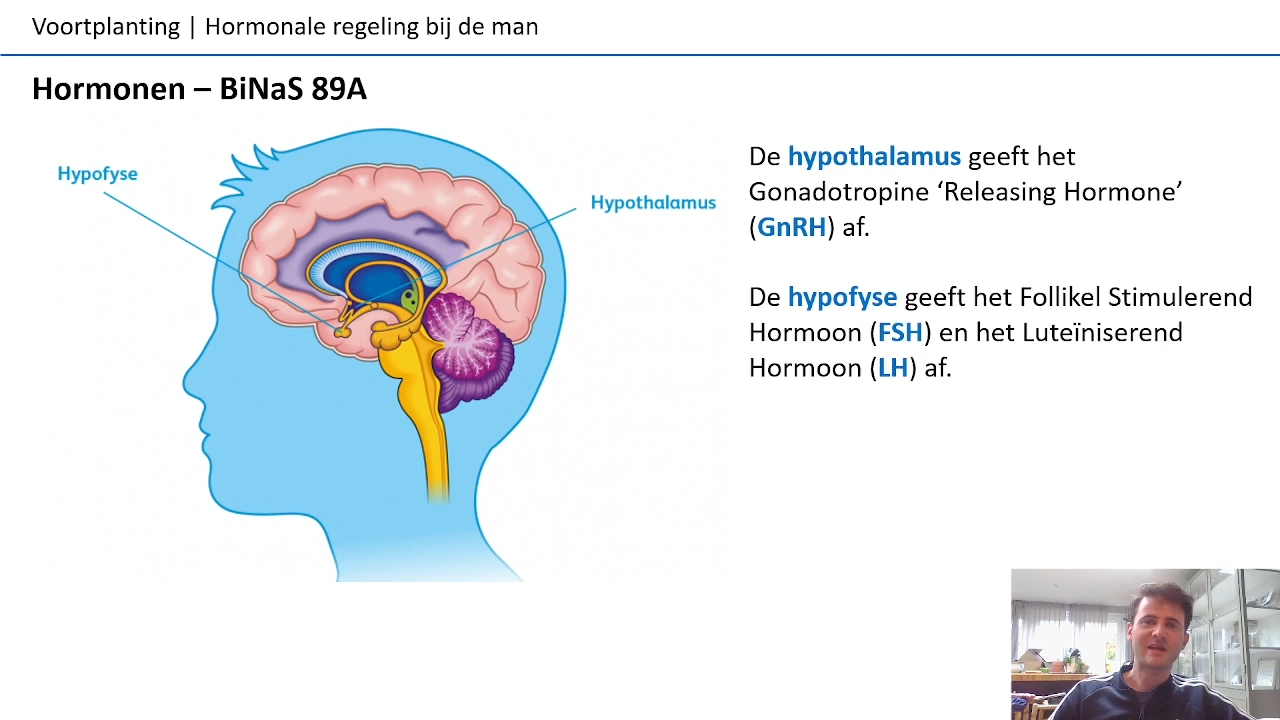 Voortplanting | Hormonale regeling bij de man
Hormonen – BiNaS 89A
Hypofyse
Hypothalamus
De hypothalamus geeft het
Gonadotropine ‘Releasing Hormone’
(GnRH) af.
De hypofyse geeft het Follikel Stimulerend
Hormoon (FSH) en het Luteïniserend
Hormoon (LH) af.